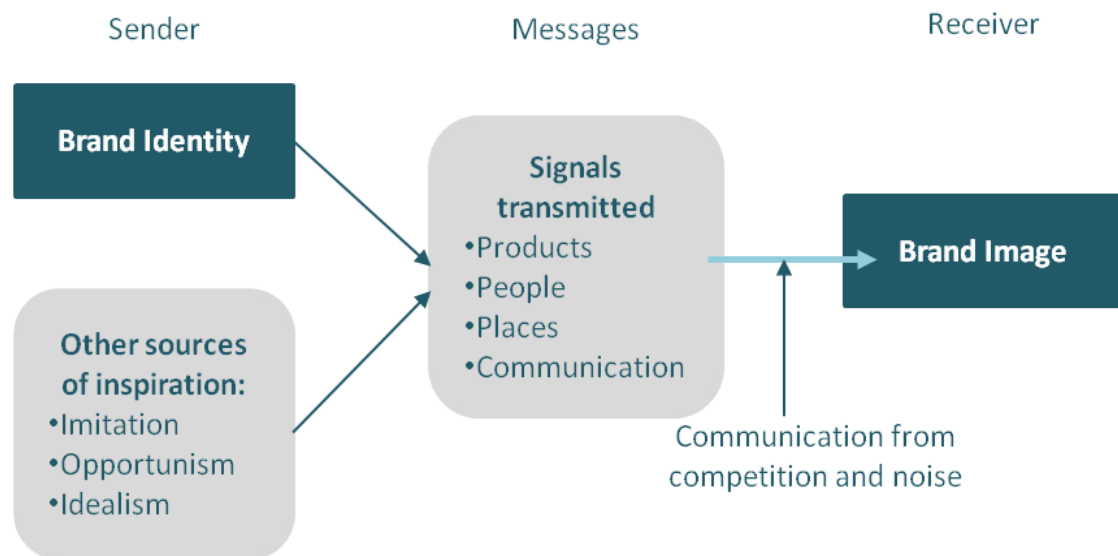 Sender
Messages
Receiver
Brand Identity
Other sources
of inspiration:
•Imitation
•Opportunism
•Idealism
Signals
transmitted
•Products
•People
•Places
•Communication
Brand Image
Communication from
competition and noise